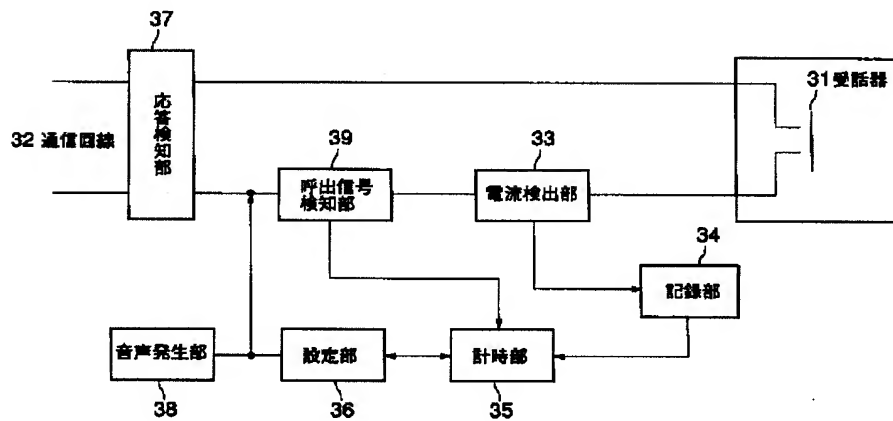 37
31 受話器
応答検知部
32 通信回線
39
33
呼出信号
検知部
電流検出部
34
記録部
音声発生部
設定部
計時部
38
36
35